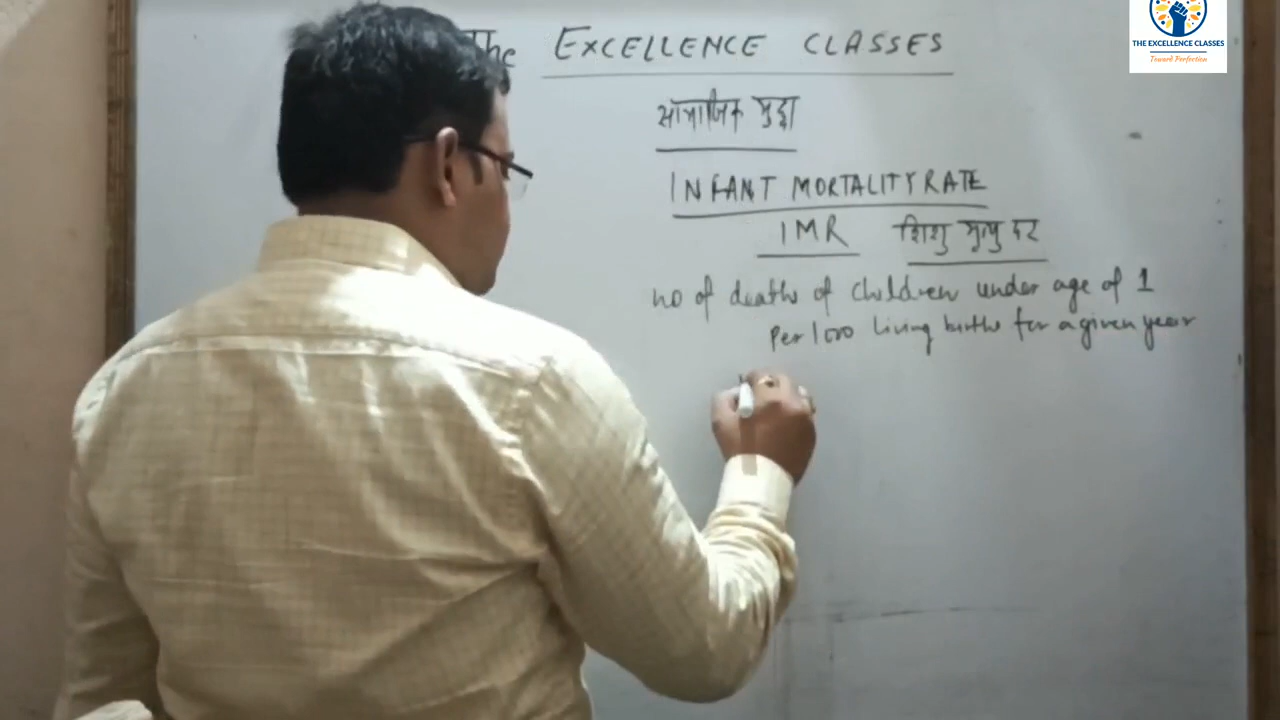 The EXCELLENCE CLASSES
THE EXCELLENCE CLASSES
Toward Perfection
सामाजिक मुद्दा
INFANT MORTALITY RATE
IMR शिशु मृत्यु दर
no of deaths of children under age of 1
Per 1000 living births for a given year